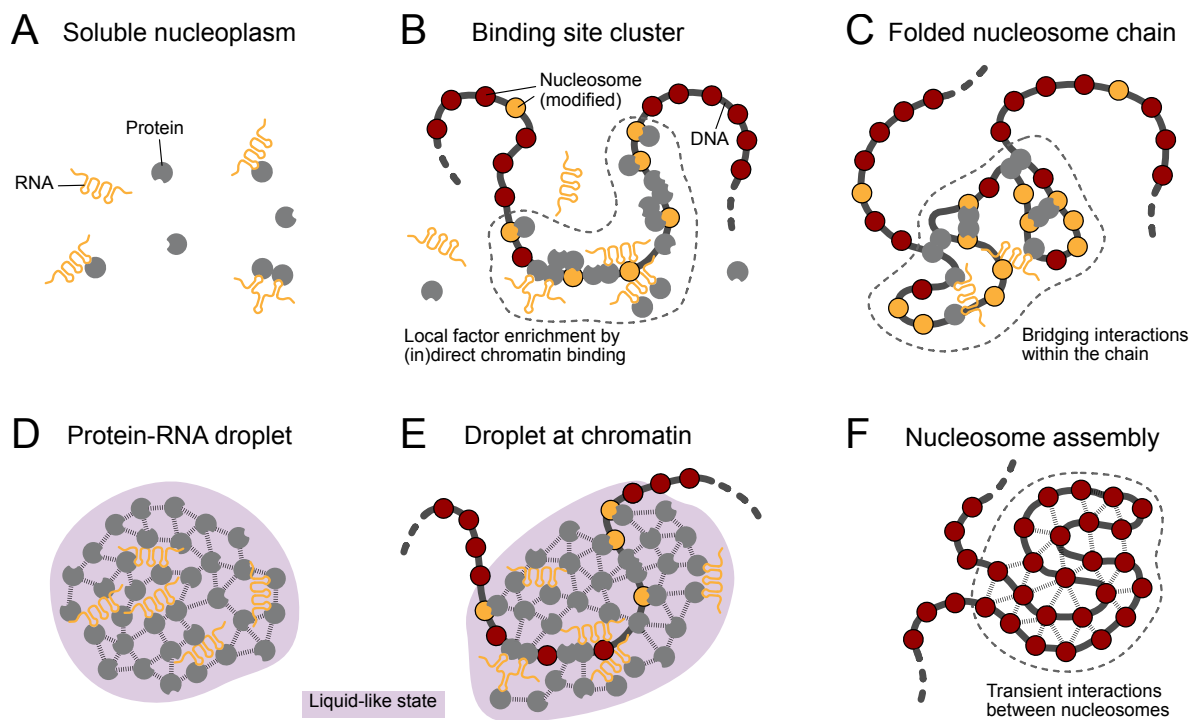 A Soluble nucleoplasm
Protein
RNA
B Binding site cluster
Nucleosome
(modified)
DNA
Local factor enrichment by
(in)direct chromatin binding
C Folded nucleosome chain
Bridging interactions
within the chain
D Protein-RNA droplet
Liquid-like state
E Droplet at chromatin
F Nucleosome assembly
Transient interactions
between nucleosomes